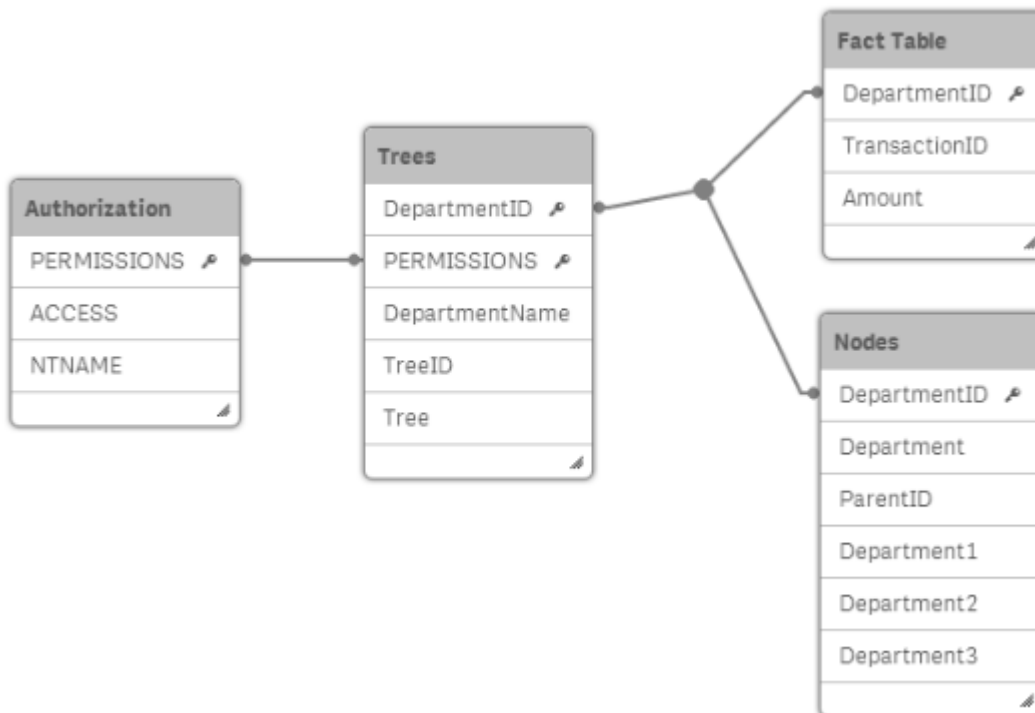 Authorization
PERMISSIONS
ACCESS
NTNAME
Trees
DepartmentID
PERMISSIONS
DepartmentName
TreeID
Tree
Fact Table
DepartmentID
TransactionID
Amount
Nodes
DepartmentID
Department
ParentID
Department1
Department2
Department3